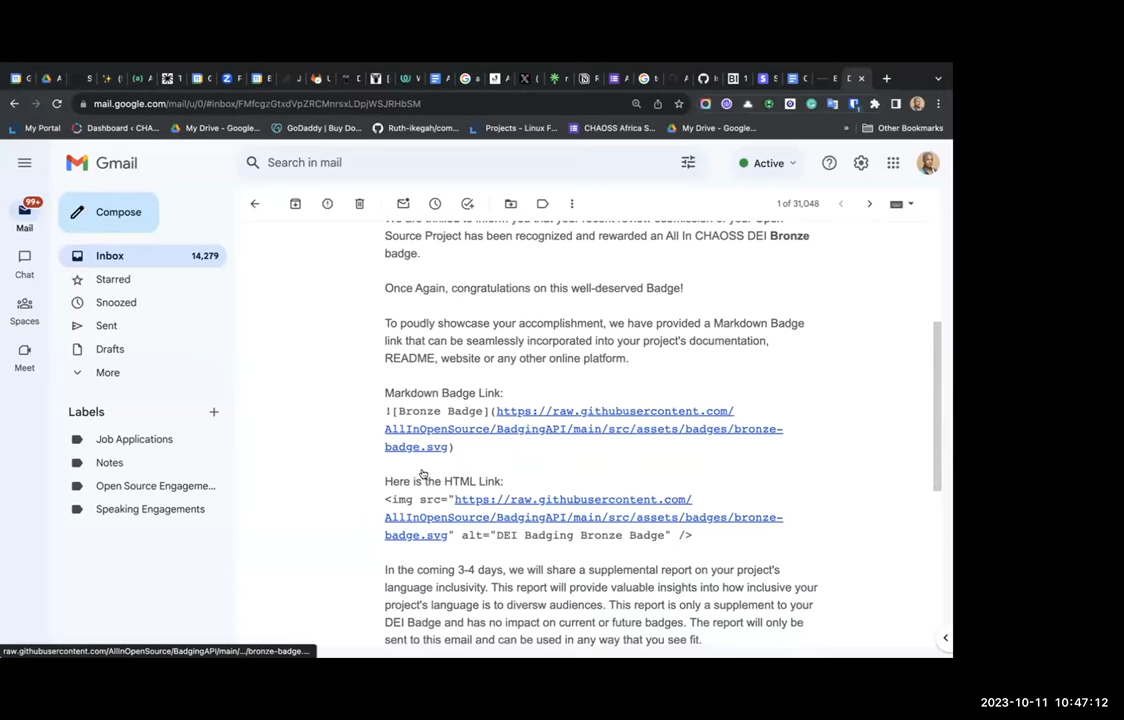 mail.google.com/mail/u/0/#inbox/FMfcgzGtxdVpZRCMnrsxLDpjWSJRHbSM
My Portal
Dashboard < CHA...
My Drive - Google...
GoDaddy | Buy Do...
Ruth-ikegah/com...
Projects - Linux F...
CHAOSS Africa S...
My Drive - Google...
»
Other Bookmarks
Gmail
Search in mail
Active
99+
Mail
Compose
1 of 31,048
Chat
Spaces
Meet
Inbox 14,279
Starred
Snoozed
Sent
Drafts
More
Labels
Job Applications
Notes
Open Source Engageme...
Speaking Engagements
Source Project has been recognized and rewarded an All In CHAOSS DEI Bronze
badge.
Once Again, congratulations on this well-deserved Badge!
To poudly showcase your accomplishment, we have provided a Markdown Badge
link that can be seamlessly incorporated into your project's documentation,
README, website or any other online platform.
Markdown Badge Link:
![Bronze Badge](https://raw.githubusercontent.com/
AllInOpenSource/BadgingAPI/main/src/assets/badges/bronze-
badge.svg)
Here is the HTML Link:
<img src="https://raw.githubusercontent.com/
AllInOpenSource/BadgingAPI/main/src/assets/badges/bronze-
badge.svg" alt="DEI Badging Bronze Badge" />
In the coming 3-4 days, we will share a supplemental report on your project's
language inclusivity. This report will provide valuable insights into how inclusive your
project's language is to diversw audiences. This report is only a supplement to your
DEI Badge and has no impact on current or future badges. The report will only be
sent to this email and can be used in any way that you see fit.
raw.githubusercontent.com/AllInOpenSource/BadgingAPI/main/.../bronze-badge....
2023-10-11 10:47:12